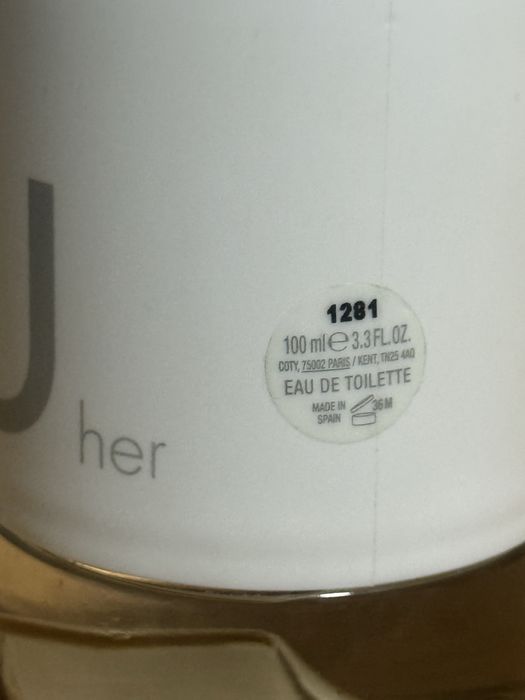 U
her
1281
100 ml ℮ 3.3 FL.OZ.
COTY, 75002 PARIS / KENT, TN25 4AQ
EAU DE TOILETTE
MADE IN
SPAIN
36 M